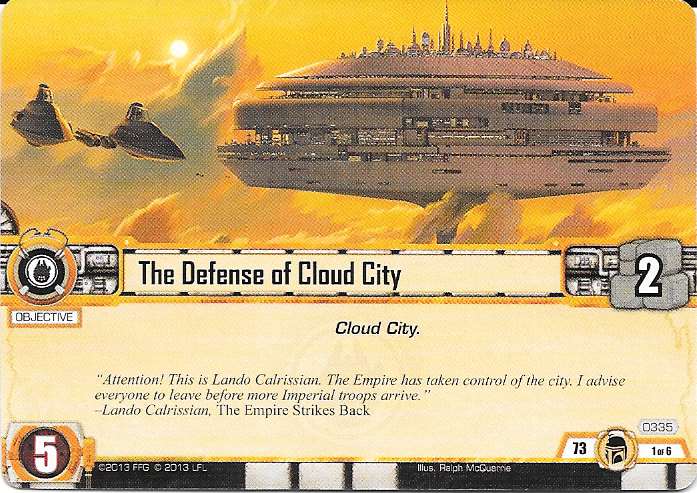 The Defense of Cloud City
2
OBJECTIVE
Cloud City.
“Attention! This is Lando Calrissian. The Empire has taken control of the city. I advise
everyone to leave before more Imperial troops arrive.”
–Lando Calrissian, The Empire Strikes Back
0335
5
73
1 OF 6
©2013 FFG © 2013 LFL
Illus. Ralph McQuarrie